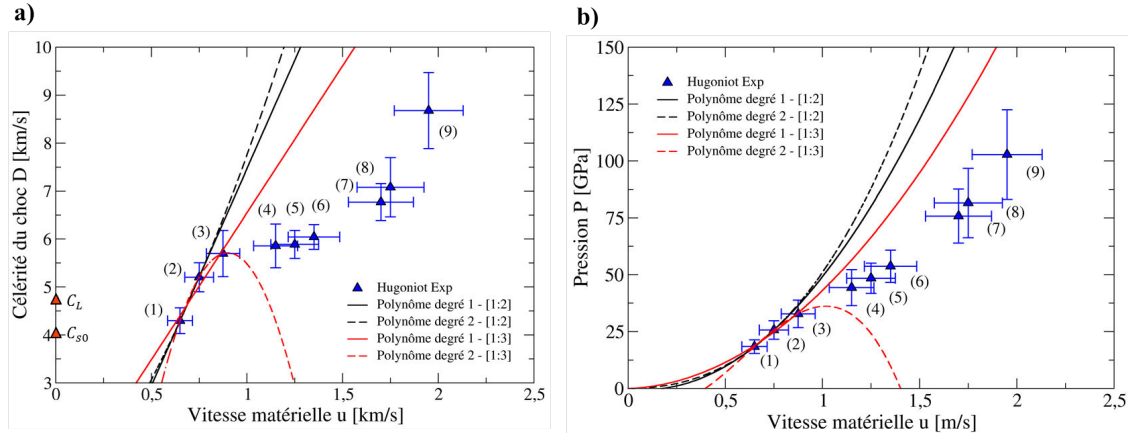 a)
10
9
8
7
6
5
4
3
Célérité du choc D [km/s]
C_L
C_s0
(1)
(2)
(3)
(4)
(5)
(6)
(7)
(8)
(9)
Hugoniot Exp
Polynôme degré 1 - [1:2]
Polynôme degré 2 - [1:2]
Polynôme degré 1 - [1:3]
Polynôme degré 2 - [1:3]
0 0,5 1 1,5 2 2,5
Vitesse matérielle u [km/s]
b)
150
125
100
75
50
25
0
Pression P [GPa]
Hugoniot Exp
Polynôme degré 1 - [1:2]
Polynôme degré 2 - [1:2]
Polynôme degré 1 - [1:3]
Polynôme degré 2 - [1:3]
(1)
(2)
(3)
(4)
(5)
(6)
(7)
(8)
(9)
0 0,5 1 1,5 2 2,5
Vitesse matérielle u [m/s]